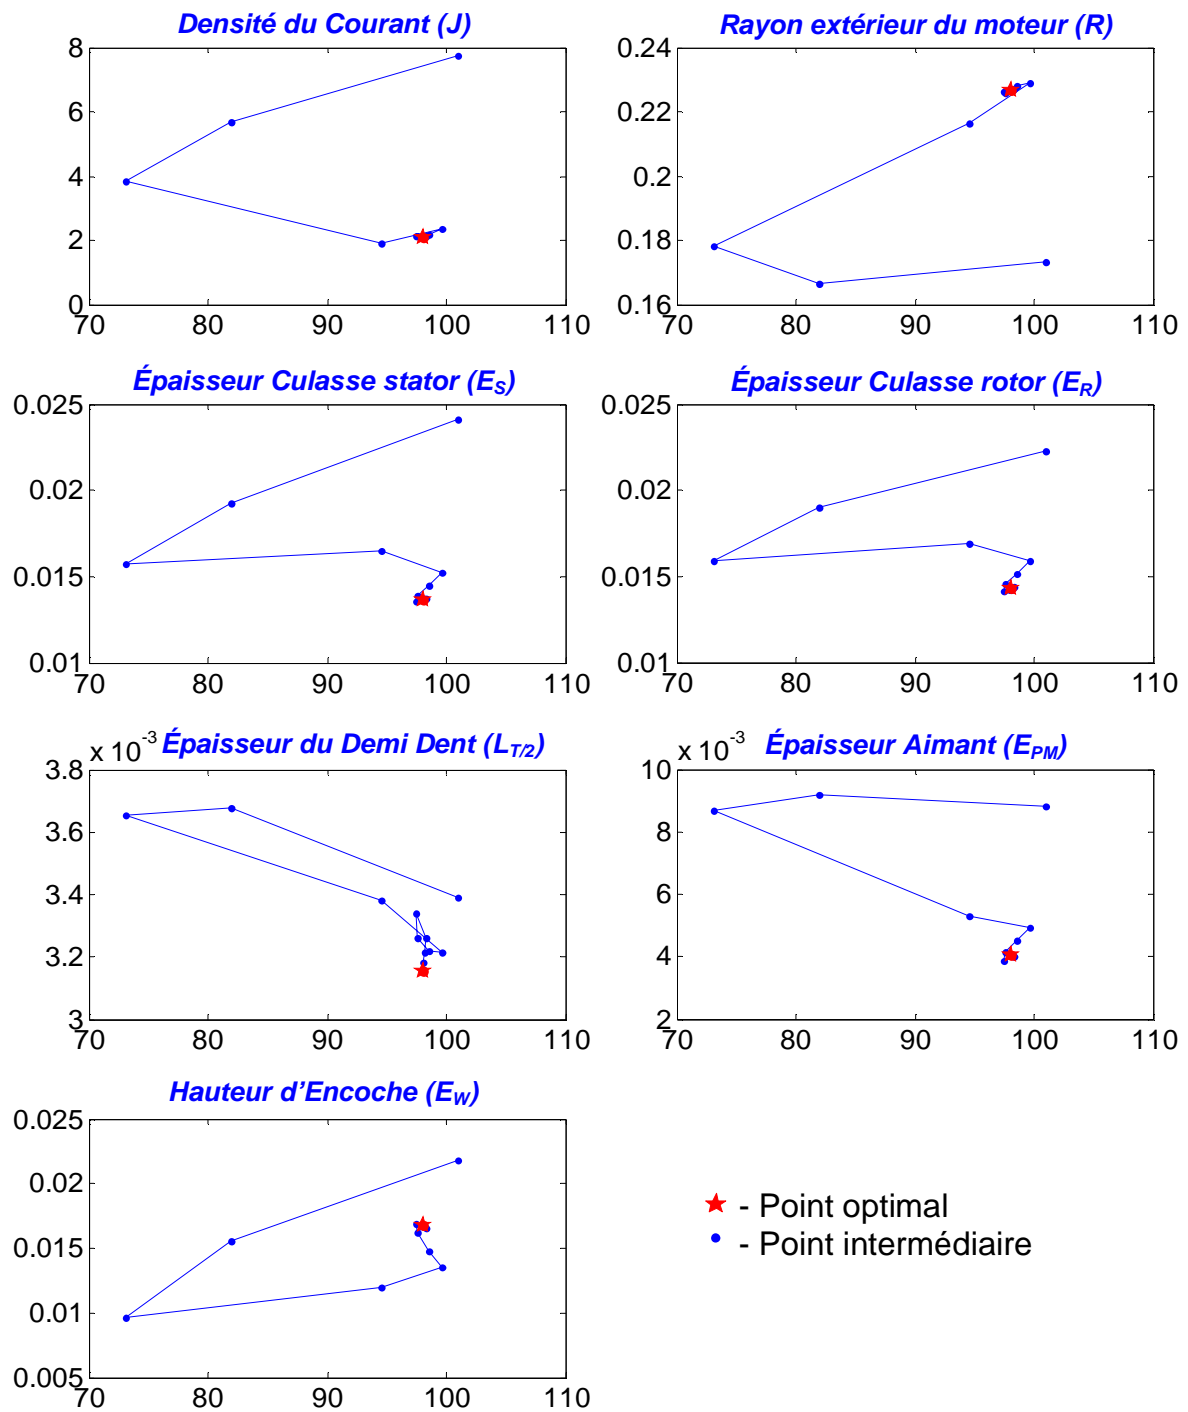 Densité du Courant (J)
8
6
4
2
0
70 80 90 100 110
Rayon extérieur du moteur (R)
0.24
0.22
0.2
0.18
0.16
70 80 90 100 110
Épaisseur Culasse stator (E_S)
0.025
0.02
0.015
0.01
70 80 90 100 110
Épaisseur Culasse rotor (E_R)
0.025
0.02
0.015
0.01
70 80 90 100 110
x 10^-3 Épaisseur du Demi Dent (L_T/2)
3.8
3.6
3.4
3.2
3
70 80 90 100 110
x 10^-3 Épaisseur Aimant (E_PM)
10
8
6
4
2
70 80 90 100 110
Hauteur d’Encoche (E_W)
0.025
0.02
0.015
0.01
0.005
70 80 90 100 110
- Point optimal
- Point intermédiaire